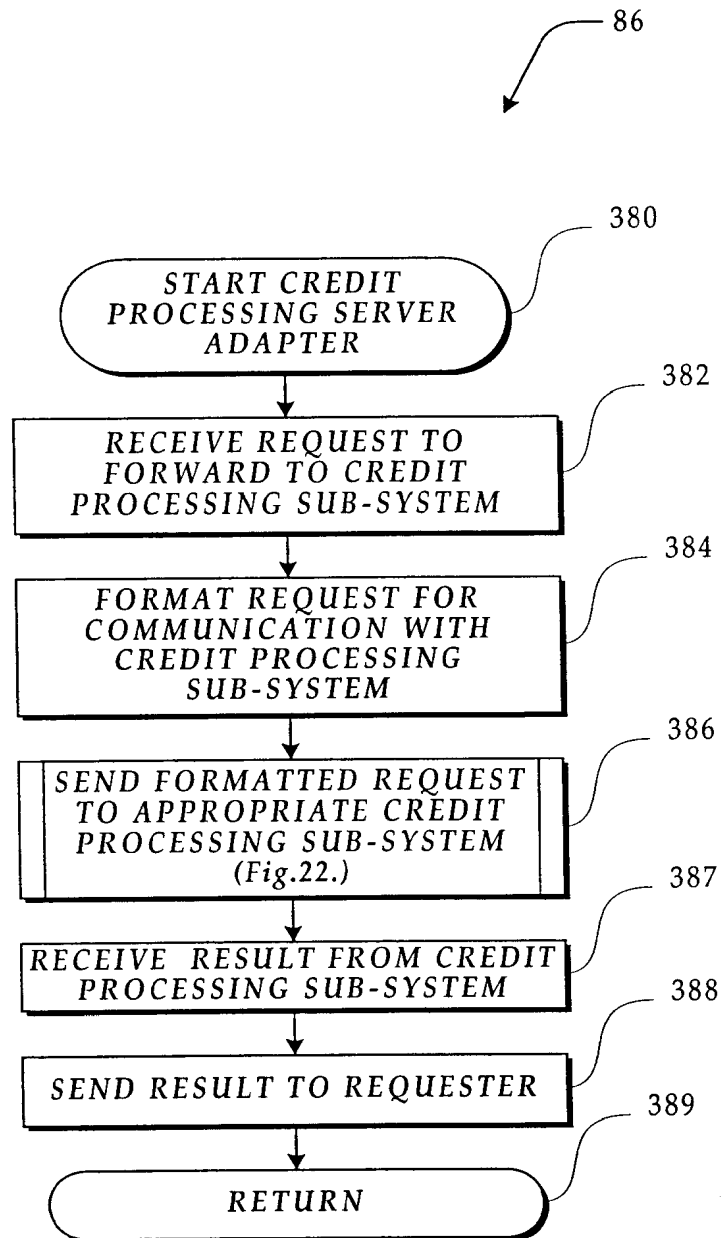 86
380
START CREDIT
PROCESSING SERVER
ADAPTER
382
RECEIVE REQUEST TO
FORWARD TO CREDIT
PROCESSING SUB-SYSTEM
384
FORMAT REQUEST FOR
COMMUNICATION WITH
CREDIT PROCESSING
SUB-SYSTEM
386
SEND FORMATTED REQUEST
TO APPROPRIATE CREDIT
PROCESSING SUB-SYSTEM
(Fig.22.)
387
RECEIVE RESULT FROM CREDIT
PROCESSING SUB-SYSTEM
388
SEND RESULT TO REQUESTER
389
RETURN